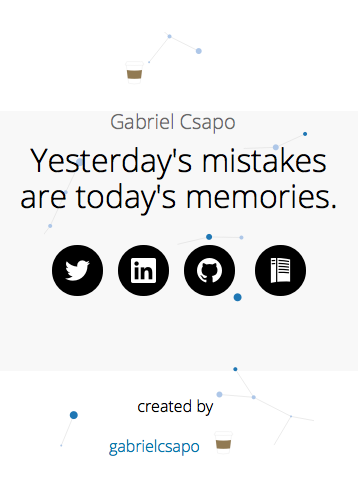 Gabriel Csapo
Yesterday's mistakes
are today's memories.
created by
gabrielcsapo